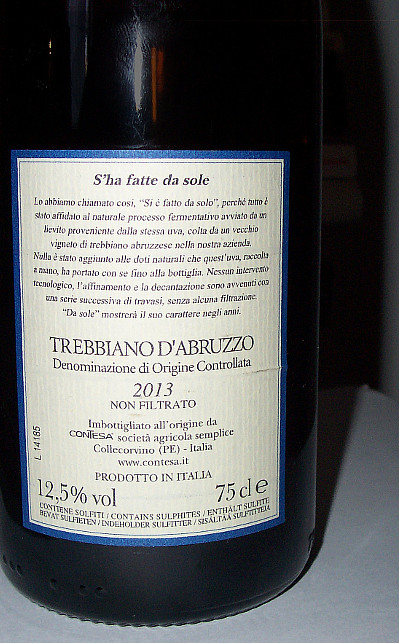 S'ha fatte da sole
Lo abbiamo chiamato così, "Si è fatto da solo", perché tutto è
stato affidato al naturale processo fermentativo avviato da un
lievito proveniente dalla stessa uva, colta da un vecchio
vigneto di trebbiano abruzzese nella nostra azienda.
Nulla è stato aggiunto alle doti naturali che quest'uva, raccolta
a mano, ha portato con se fino alla bottiglia. Nessun intervento
tecnologico, l'affinamento e la decantazione sono avvenuti con
una serie successiva di travasi, senza alcuna filtrazione.
"Da sole" mostrerà il suo carattere negli anni.
TREBBIANO D'ABRUZZO
Denominazione di Origine Controllata
2013
NON FILTRATO
Imbottigliato all'origine da
CONTESA società agricola semplice
Collecorvino (PE) - Italia
www.contesa.it
PRODOTTO IN ITALIA
L 14185
12,5% vol 75 cl e
CONTIENE SOLFITI / CONTAINS SULPHITES / ENTHÄLT SULFITE
BEVAT SULFIETEN / INDEHOLDER SULFITTER / SISÄLTÄÄ SULFIITTEJA